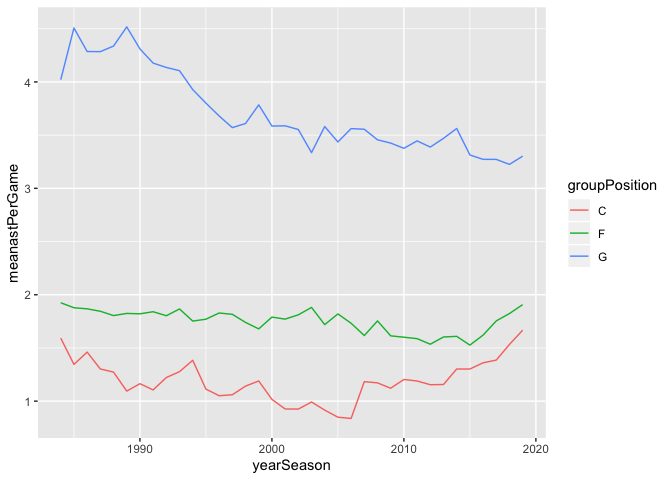 4
3
2
1
meanastPerGame
1990
2000
2010
2020
yearSeason
groupPosition
C
F
G